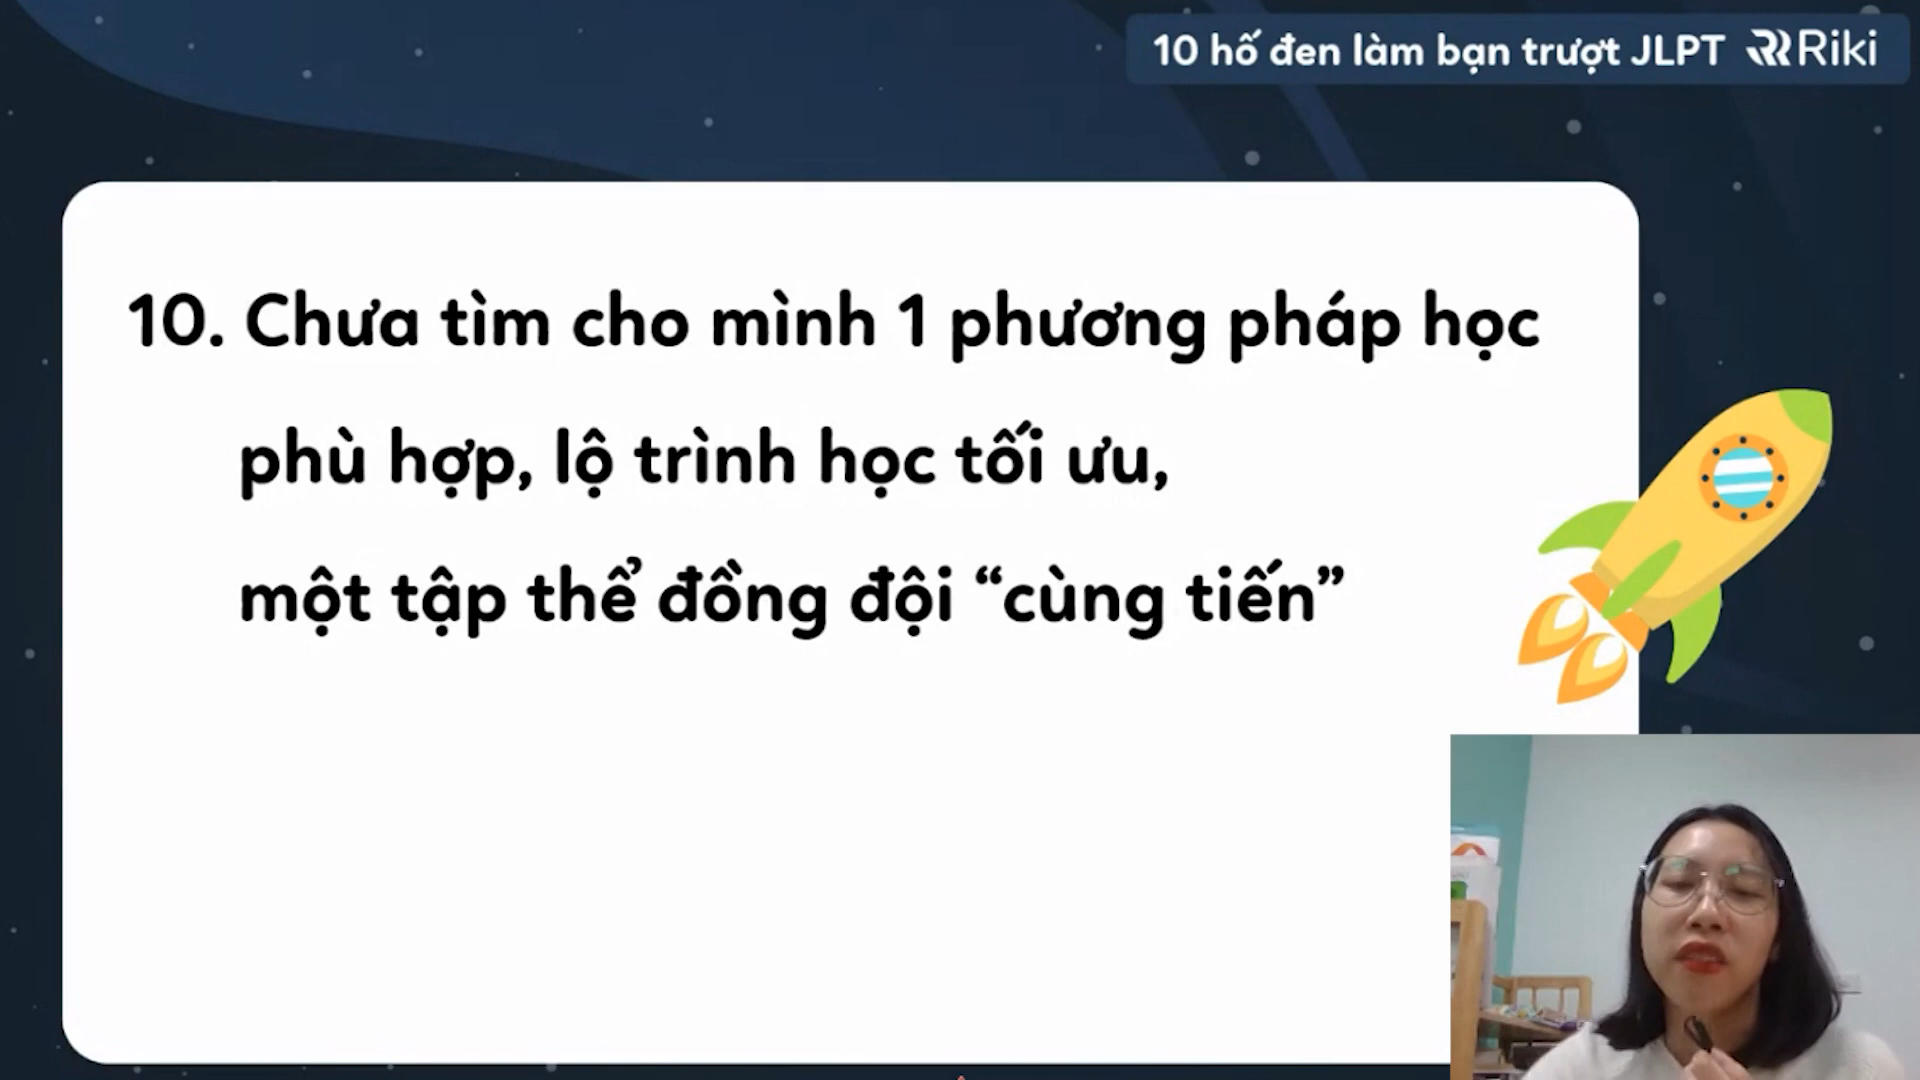 10 hố đen làm bạn trượt JLPT Riki
10. Chưa tìm cho mình 1 phương pháp học
phù hợp, lộ trình học tối ưu,
một tập thể đồng đội “cùng tiến”